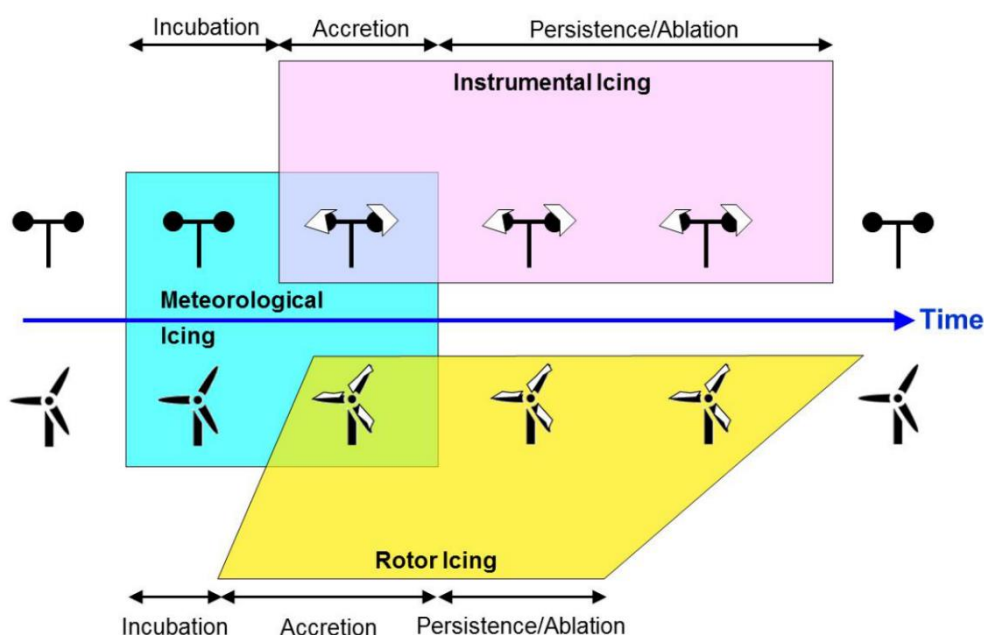 Incubation
Accretion
Persistence/Ablation
Instrumental Icing
Meteorological
Icing
Time
Rotor Icing
Incubation
Accretion
Persistence/Ablation